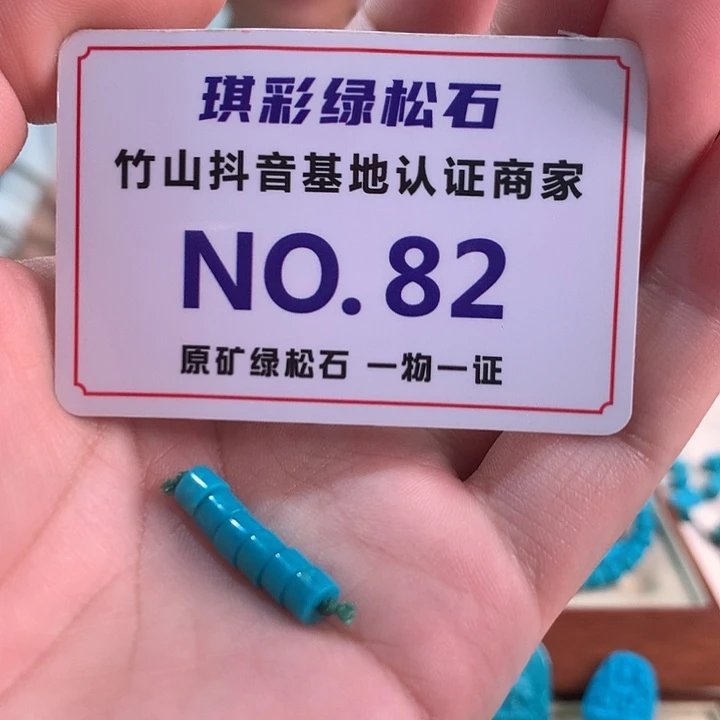 琪彩绿松石
竹山抖音基地认证商家
NO. 82
原矿绿松石 一物一证